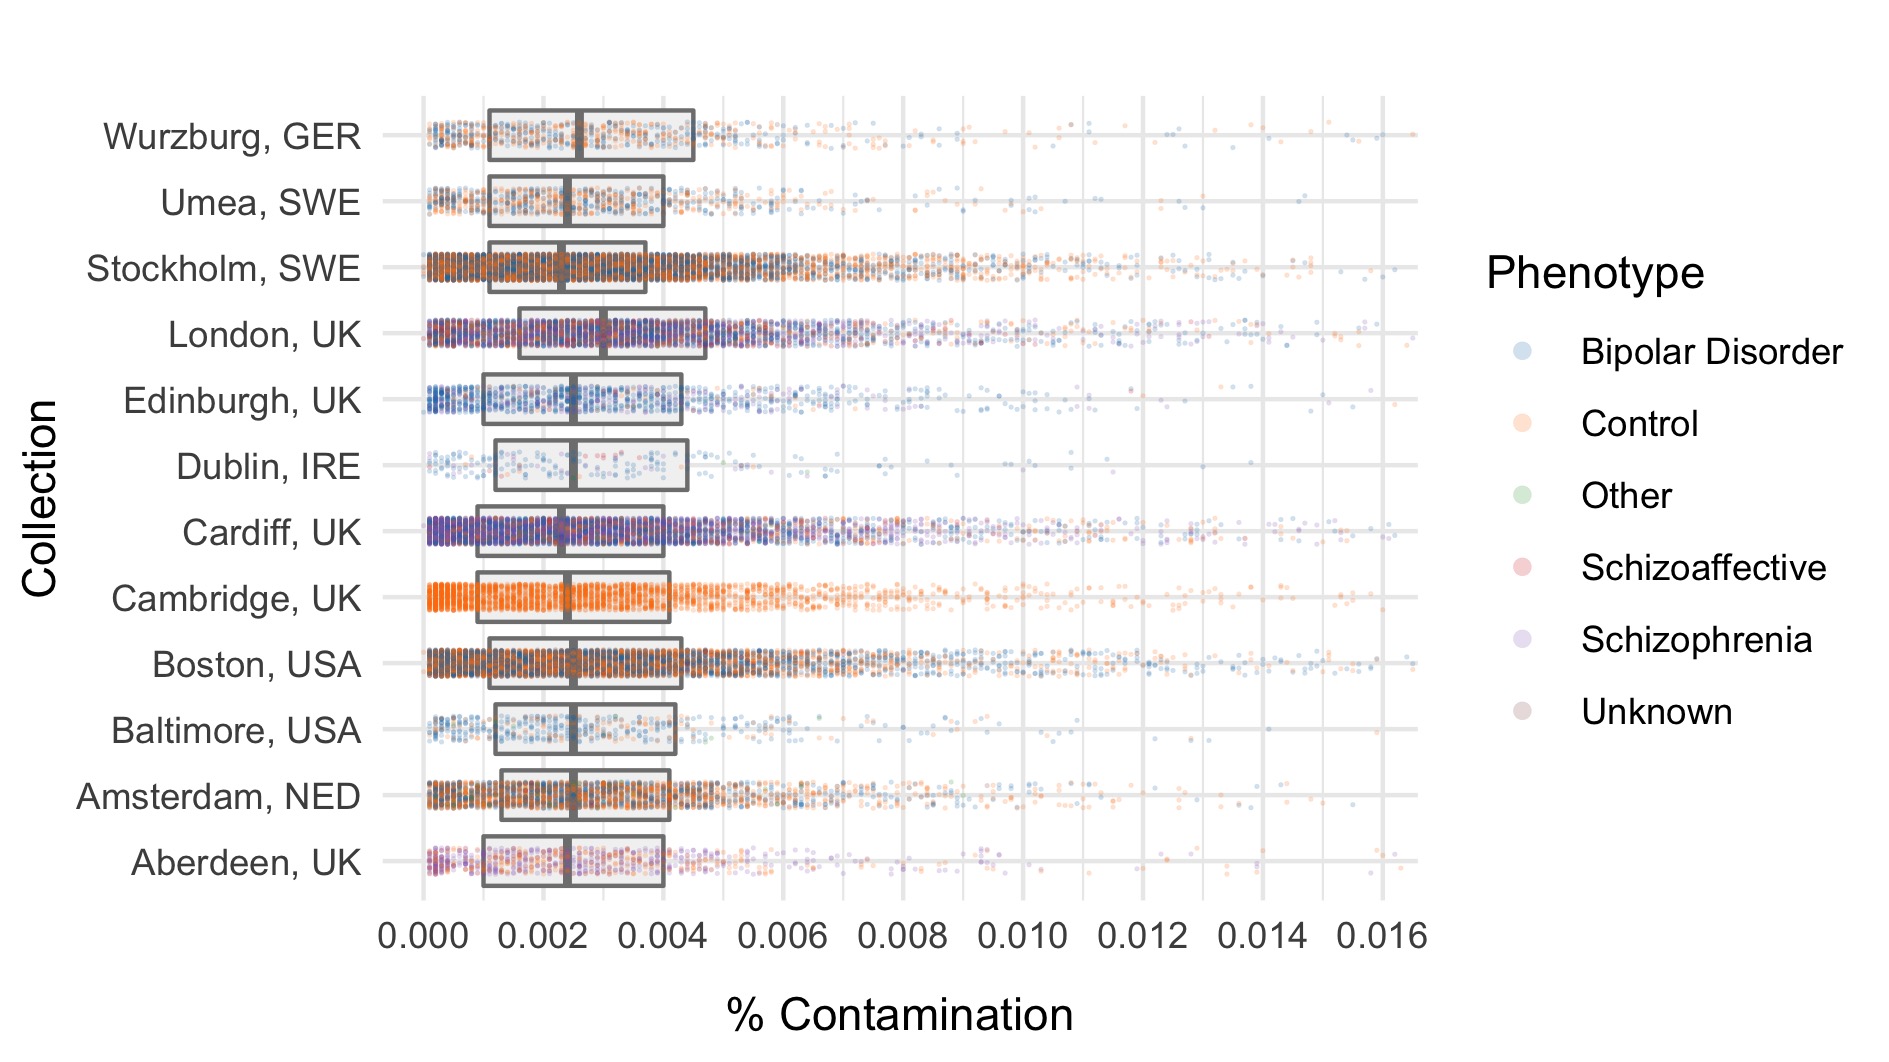 Wurzburg, GER
Umea, SWE
Stockholm, SWE
London, UK
Edinburgh, UK
Dublin, IRE
Cardiff, UK
Cambridge, UK
Boston, USA
Baltimore, USA
Amsterdam, NED
Aberdeen, UK
Collection
0.000 0.002 0.004 0.006 0.008 0.010 0.012 0.014 0.016
% Contamination
Phenotype
Bipolar Disorder
Control
Other
Schizoaffective
Schizophrenia
Unknown